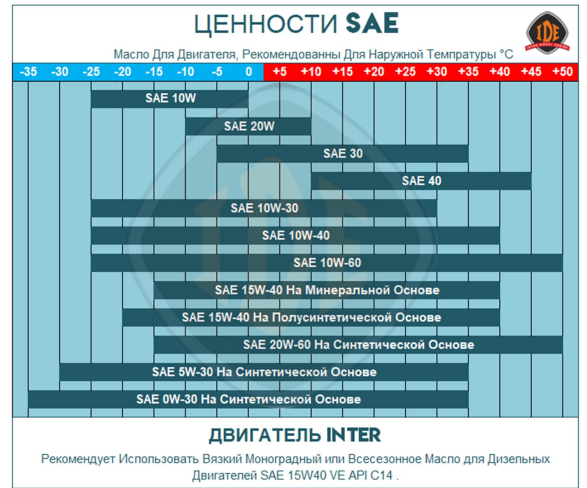 ЦЕННОСТИ SAE
IDE
Масло Для Двигателя, Рекомендованны Для Наружной Темпратуры °C
-35 -30 -25 -20 -15 -10 -5 0 +5 +10 +15 +20 +25 +30 +35 +40 +45 +50
SAE 10W
SAE 20W
SAE 30
SAE 40
SAE 10W-30
SAE 10W-40
SAE 10W-60
SAE 15W-40 На Минеральной Основе
SAE 15W-40 На Полусинтетической Основе
SAE 20W-60 На Синтетической Основе
SAE 5W-30 На Синтетической Основе
SAE 0W-30 На Синтетической Основе
IDE
ДВИГАТЕЛЬ INTER
Рекомендует Использовать Вязкий Моноградный или Всесезонное Масло для Дизельных
Двигателей SAE 15W40 VE API C14 .